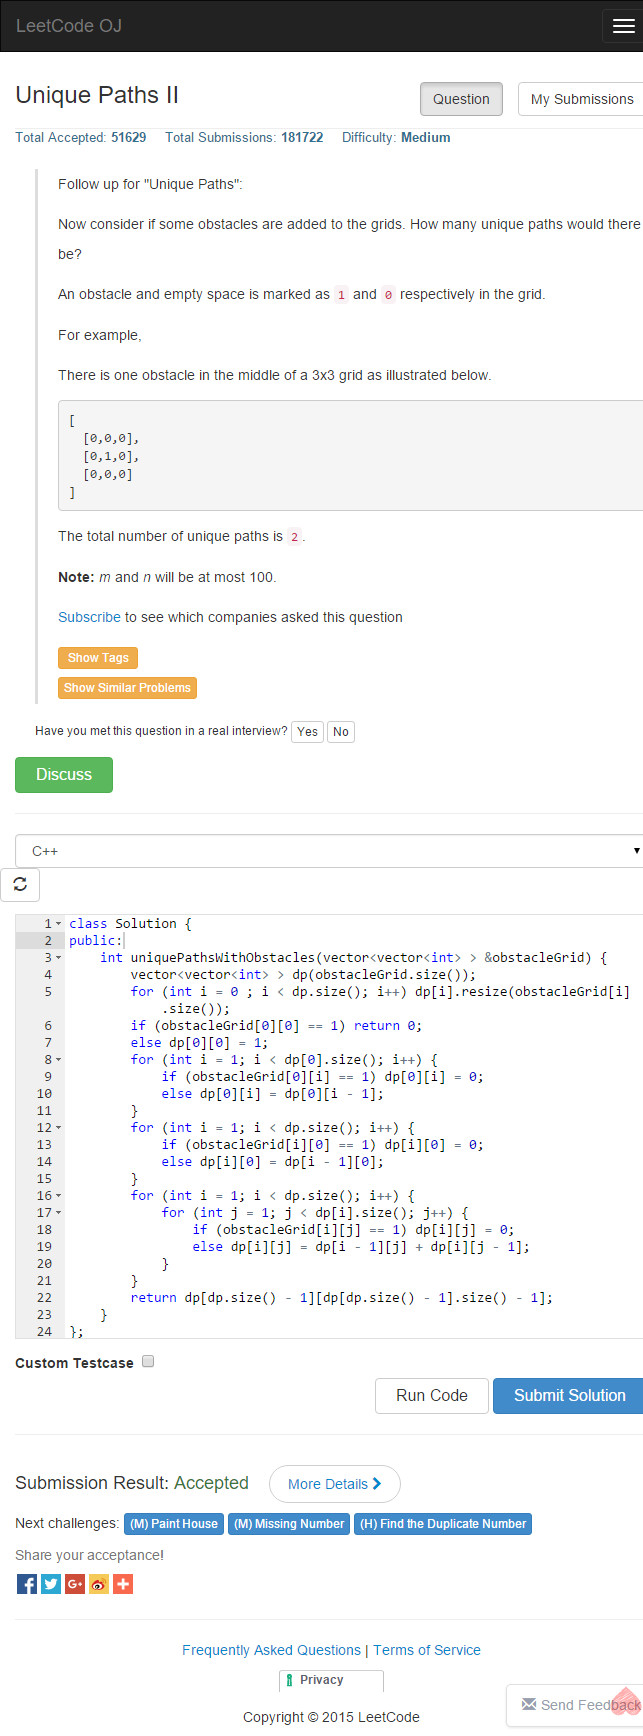 LeetCode OJ
Unique Paths II
Question
My Submissions
Total Accepted: 51629 Total Submissions: 181722 Difficulty: Medium
Follow up for "Unique Paths":
Now consider if some obstacles are added to the grids. How many unique paths would there
be?
An obstacle and empty space is marked as 1 and 0 respectively in the grid.
For example,
There is one obstacle in the middle of a 3x3 grid as illustrated below.
[
  [0,0,0],
  [0,1,0],
  [0,0,0]
]
The total number of unique paths is 2.
Note: m and n will be at most 100.
Subscribe to see which companies asked this question
Show Tags
Show Similar Problems
Have you met this question in a real interview? Yes No
Discuss
C++
1 class Solution {
2 public:
3     int uniquePathsWithObstacles(vector<vector<int> > &obstacleGrid) {
4         vector<vector<int> > dp(obstacleGrid.size());
5         for (int i = 0 ; i < dp.size(); i++) dp[i].resize(obstacleGrid[i]
            .size());
6         if (obstacleGrid[0][0] == 1) return 0;
7         else dp[0][0] = 1;
8         for (int i = 1; i < dp[0].size(); i++) {
9             if (obstacleGrid[0][i] == 1) dp[0][i] = 0;
10             else dp[0][i] = dp[0][i - 1];
11         }
12         for (int i = 1; i < dp.size(); i++) {
13             if (obstacleGrid[i][0] == 1) dp[i][0] = 0;
14             else dp[i][0] = dp[i - 1][0];
15         }
16         for (int i = 1; i < dp.size(); i++) {
17             for (int j = 1; j < dp[i].size(); j++) {
18                 if (obstacleGrid[i][j] == 1) dp[i][j] = 0;
19                 else dp[i][j] = dp[i - 1][j] + dp[i][j - 1];
20             }
21         }
22         return dp[dp.size() - 1][dp[dp.size() - 1].size() - 1];
23     }
24 };
Custom Testcase
Run Code
Submit Solution
Submission Result: Accepted More Details
Next challenges: (M) Paint House (M) Missing Number (H) Find the Duplicate Number
Share your acceptance!
Frequently Asked Questions | Terms of Service
Privacy
Send Feedback
Copyright © 2015 LeetCode